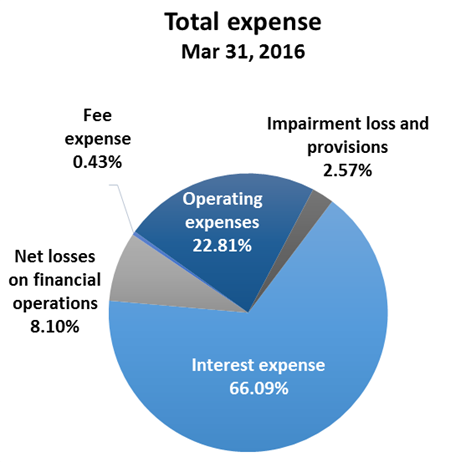 Total expense
Mar 31, 2016
Fee
expense
0.43%
Impairment loss and
provisions
2.57%
Operating
expenses
22.81%
Net losses
on financial
operations
8.10%
Interest expense
66.09%